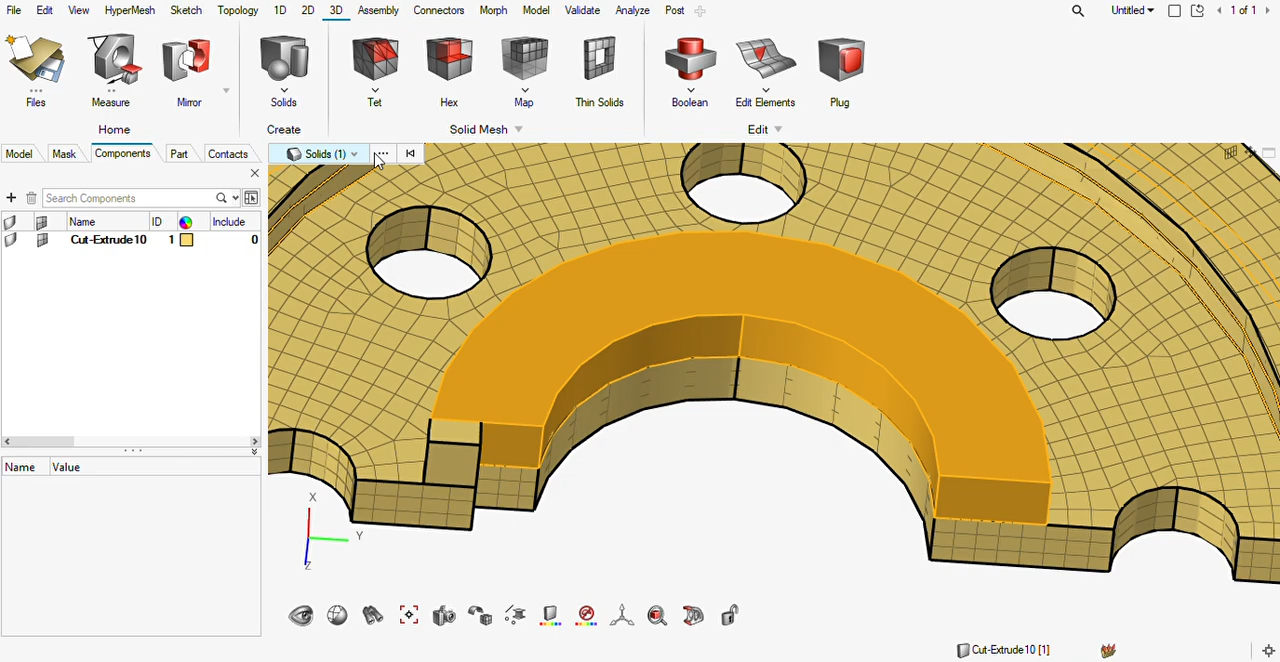 File Edit View HyperMesh Sketch Topology 1D 2D 3D Assembly Connectors Morph Model Validate Analyze Post Untitled 1 of 1
Files Measure Mirror Solids Tet Hex Map Thin Solids Boolean Edit Elements Plug
Home Create Solid Mesh Edit
Model Mask Components Part Contacts Solids (1)
Search Components
Name ID Include
Cut-Extrude10 1 0
Name Value
X
Y
Z
Cut-Extrude10 [1]